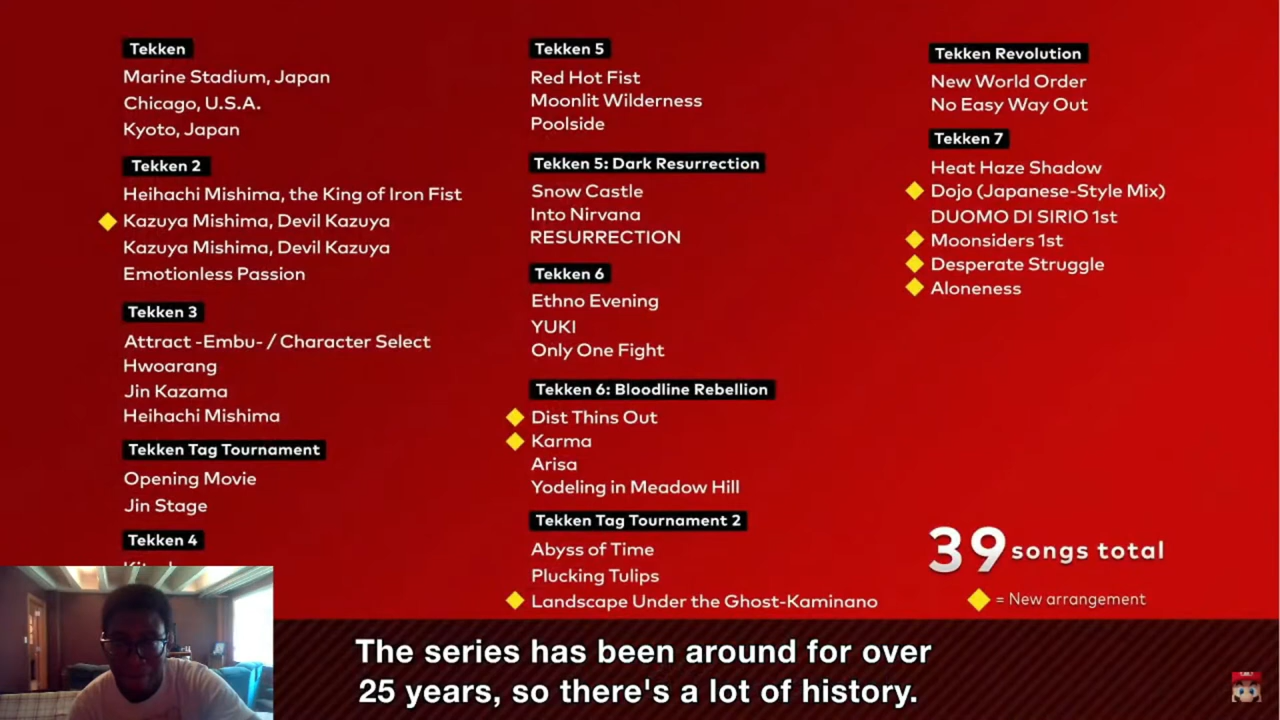 Tekken
Marine Stadium, Japan
Chicago, U.S.A.
Kyoto, Japan
Tekken 2
Heihachi Mishima, the King of Iron Fist
Kazuya Mishima, Devil Kazuya
Kazuya Mishima, Devil Kazuya
Emotionless Passion
Tekken 3
Attract -Embu- / Character Select
Hwoarang
Jin Kazama
Heihachi Mishima
Tekken Tag Tournament
Opening Movie
Jin Stage
Tekken 4
Tekken 5
Red Hot Fist
Moonlit Wilderness
Poolside
Tekken 5: Dark Resurrection
Snow Castle
Into Nirvana
RESURRECTION
Tekken 6
Ethno Evening
YUKI
Only One Fight
Tekken 6: Bloodline Rebellion
Dist Thins Out
Karma
Arisa
Yodeling in Meadow Hill
Tekken Tag Tournament 2
Abyss of Time
Plucking Tulips
Landscape Under the Ghost-Kaminano
Tekken Revolution
New World Order
No Easy Way Out
Tekken 7
Heat Haze Shadow
Dojo (Japanese-Style Mix)
DUOMO DI SIRIO 1st
Moonsiders 1st
Desperate Struggle
Aloneness
39 songs total
= New arrangement
The series has been around for over
25 years, so there's a lot of history.